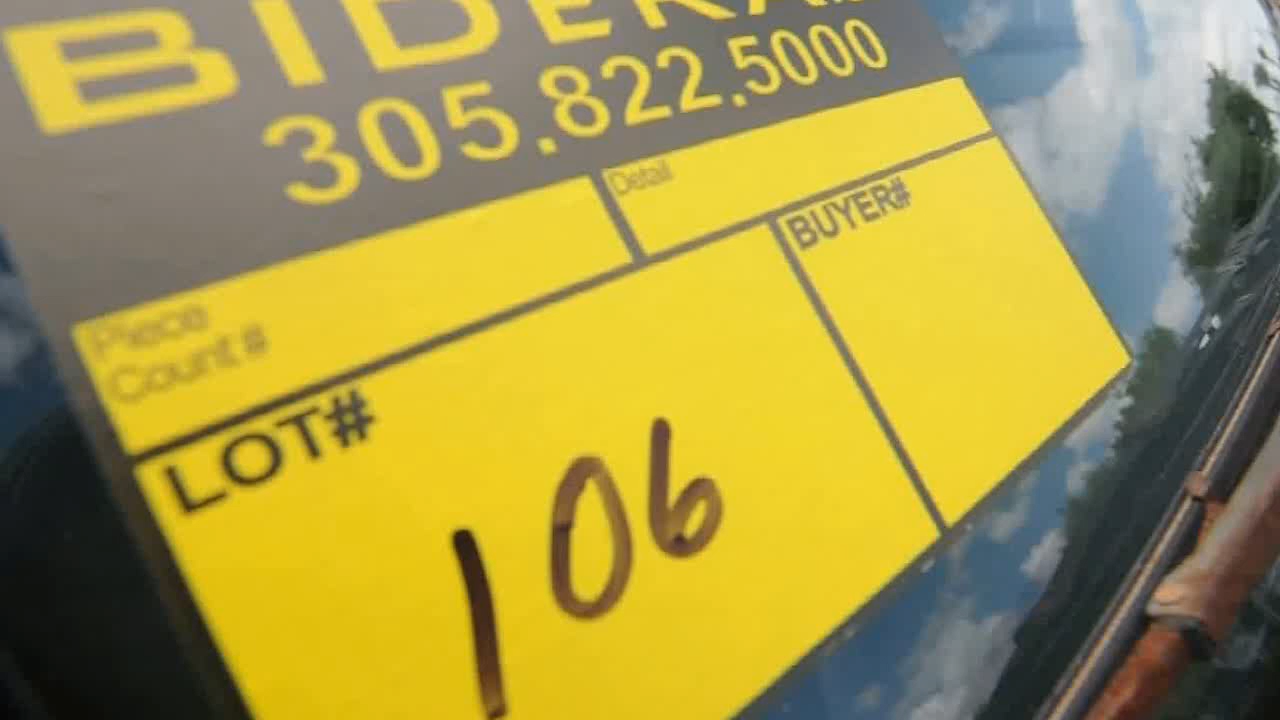 305.822.5000
Detail
BUYER#
Piece
Count #
LOT#
106